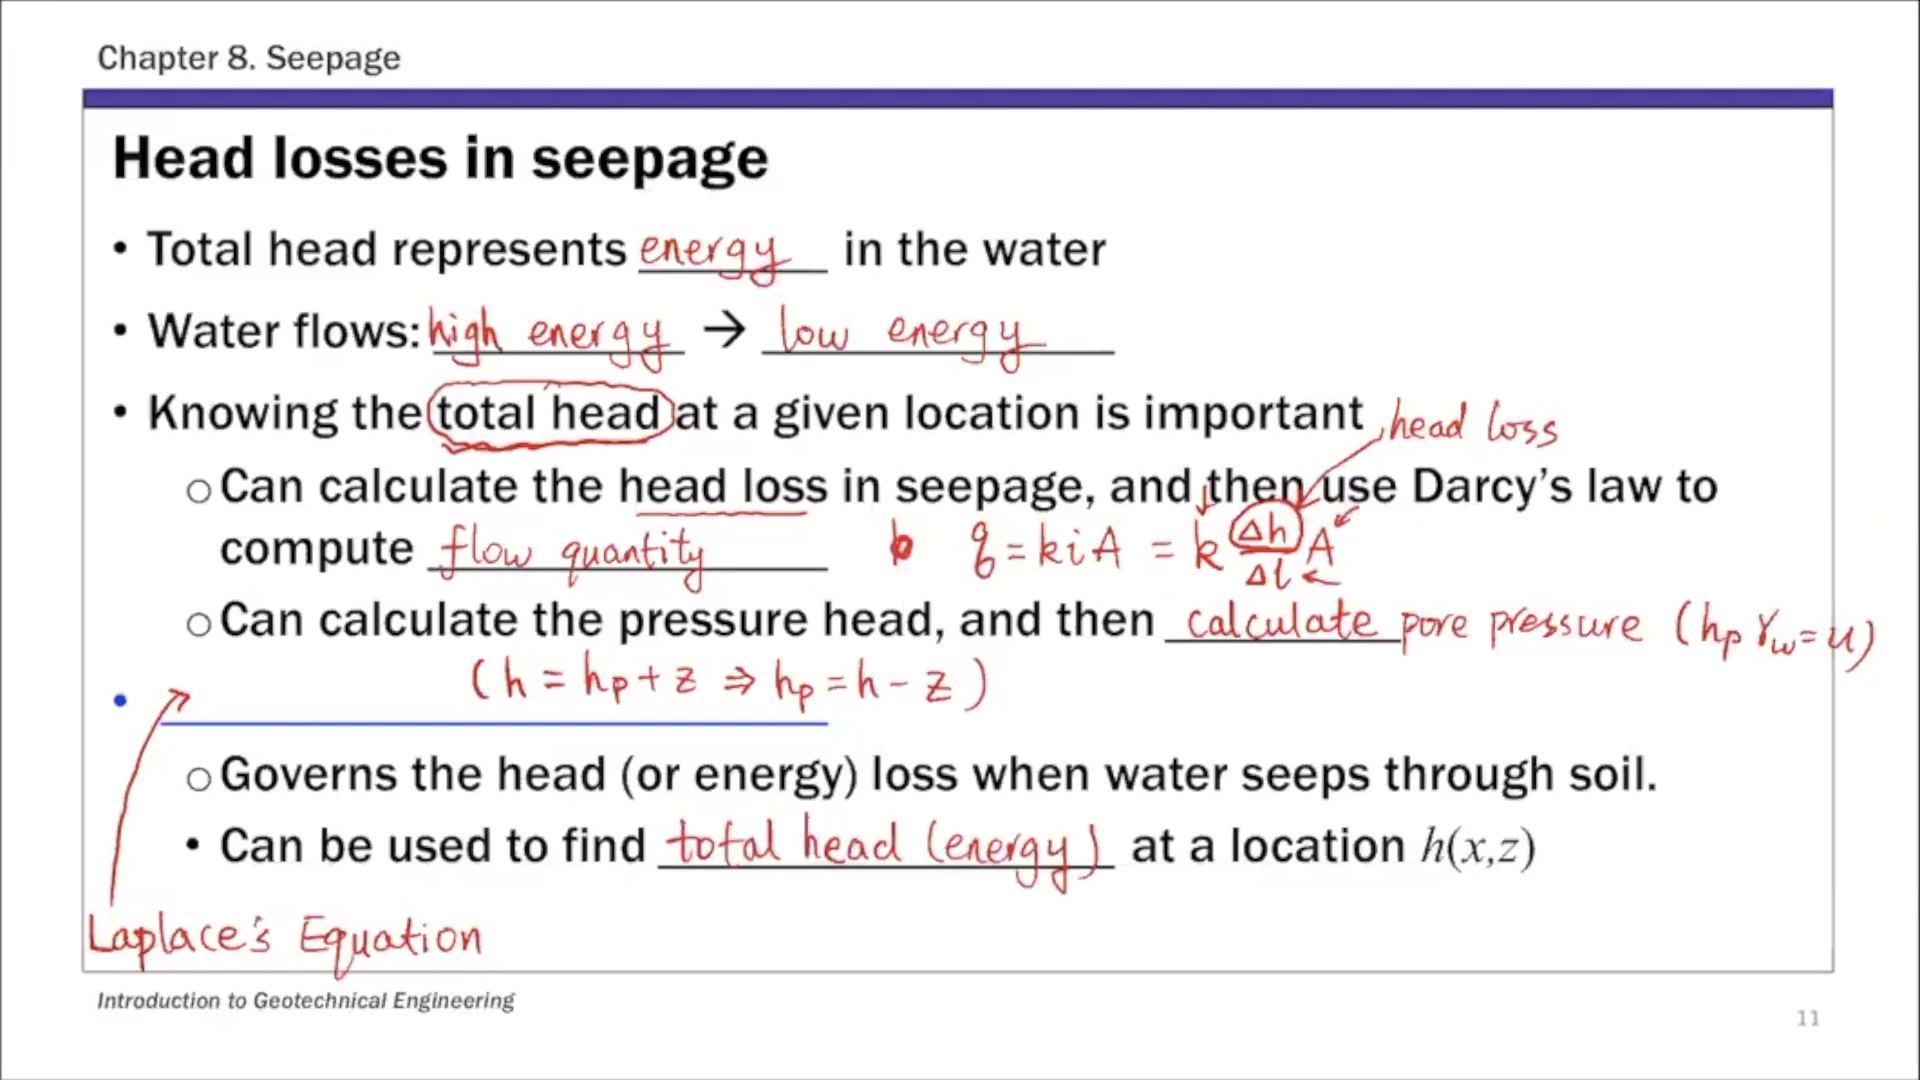 Chapter 8. Seepage
Head losses in seepage
• Total head represents energy in the water
• Water flows: high energy → low energy
• Knowing the total head at a given location is important
head loss
○ Can calculate the head loss in seepage, and then use Darcy's law to
compute flow quantity q = kiA = k Δh/Δl A
○ Can calculate the pressure head, and then calculate pore pressure (hp γw = u)
(h = hp + z ⇒ hp = h - z)
•
○ Governs the head (or energy) loss when water seeps through soil.
• Can be used to find total head (energy) at a location h(x,z)
Laplace's Equation
Introduction to Geotechnical Engineering
11